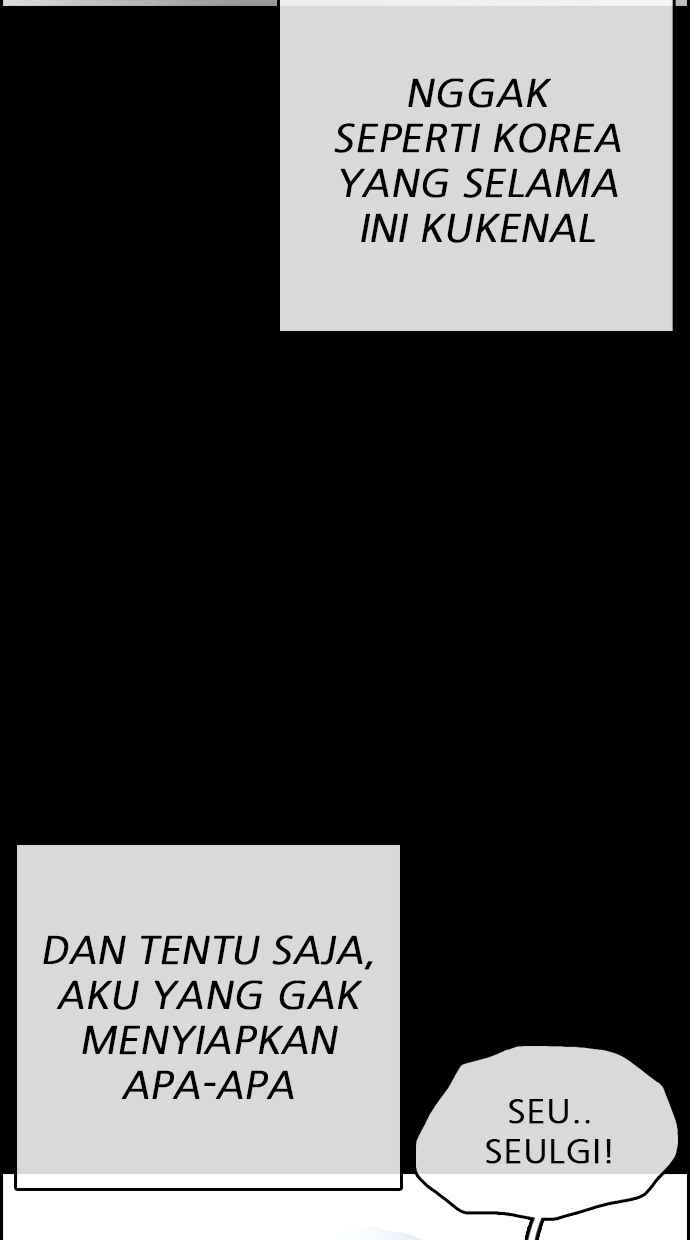 NGGAK
SEPERTI KOREA
YANG SELAMA
INI KUKENAL
DAN TENTU SAJA,
AKU YANG GAK
MENYIAPKAN
APA-APA
SEU..
SEULGI!